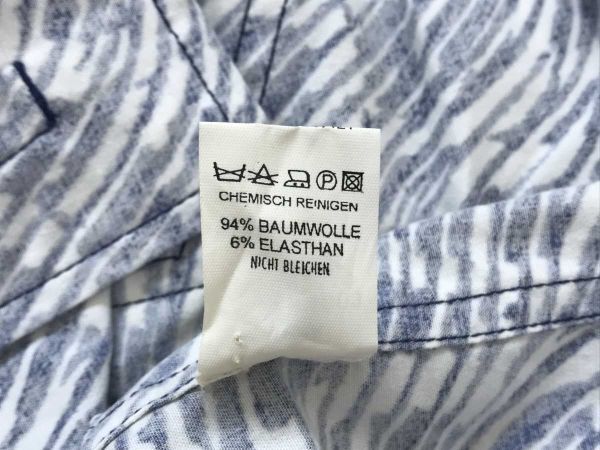 CHEMISCH REINIGEN
94% BAUMWOLLE
6% ELASTHAN
NICHT BLEICHEN